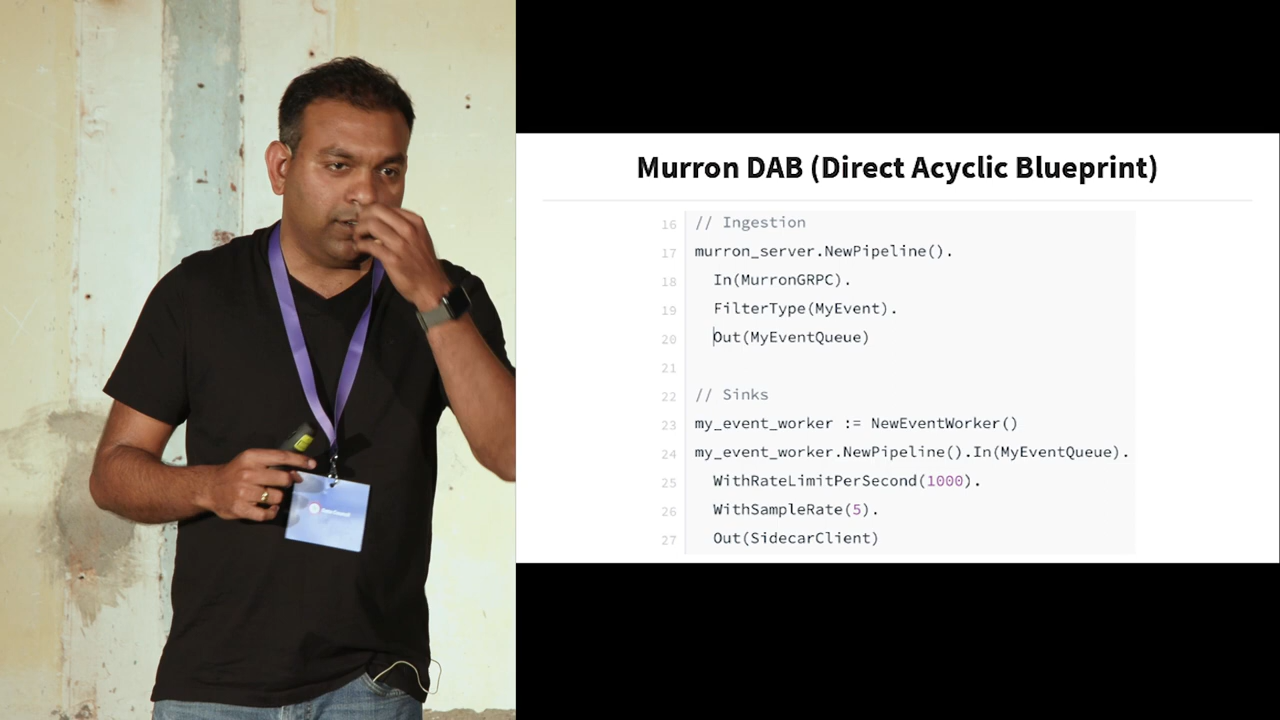 Murron DAB (Direct Acyclic Blueprint)
16 // Ingestion
17 murron_server.NewPipeline().
18 In(MurronGRPC).
19 FilterType(MyEvent).
20 Out(MyEventQueue)
21
22 // Sinks
23 my_event_worker := NewEventWorker()
24 my_event_worker.NewPipeline().In(MyEventQueue).
25 WithRateLimitPerSecond(1000).
26 WithSampleRate(5).
27 Out(SidecarClient)